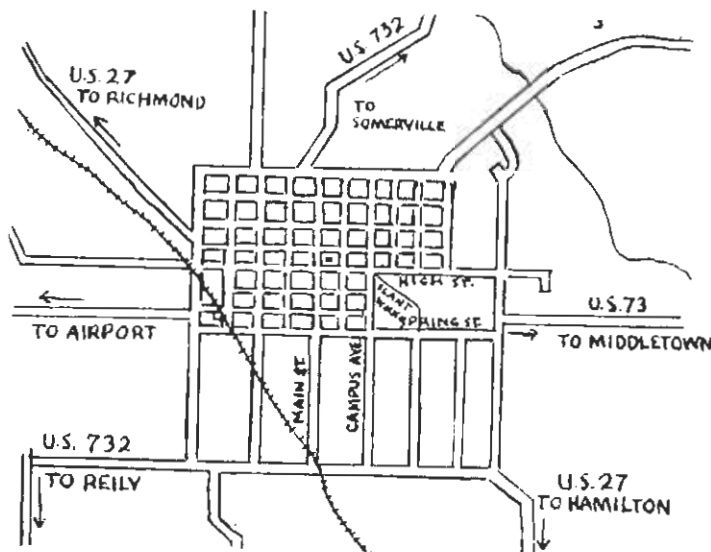 U.S. 732
U.S. 27
TO RICHMOND
TO
SOMERVILLE
HIGH ST.
SLANT
WALK
SPRING ST.
U.S. 73
TO AIRPORT
TO MIDDLETOWN
MAIN ST.
CAMPUS AVE.
U.S. 732
TO REILY
U.S. 27
TO HAMILTON